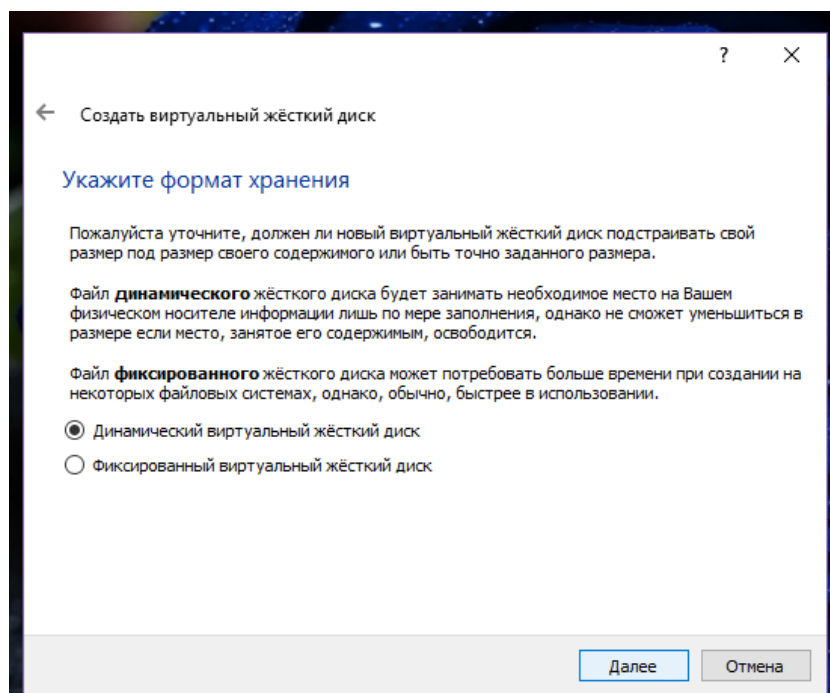 ?
Создать виртуальный жёсткий диск
Укажите формат хранения
Пожалуйста уточните, должен ли новый виртуальный жёсткий диск подстраивать свой
размер под размер своего содержимого или быть точно заданного размера.
Файл динамического жёсткого диска будет занимать необходимое место на Вашем
физическом носителе информации лишь по мере заполнения, однако не сможет уменьшиться в
размере если место, занятое его содержимым, освободится.
Файл фиксированного жёсткого диска может потребовать больше времени при создании на
некоторых файловых системах, однако, обычно, быстрее в использовании.
Динамический виртуальный жёсткий диск
Фиксированный виртуальный жёсткий диск
Далее Отмена